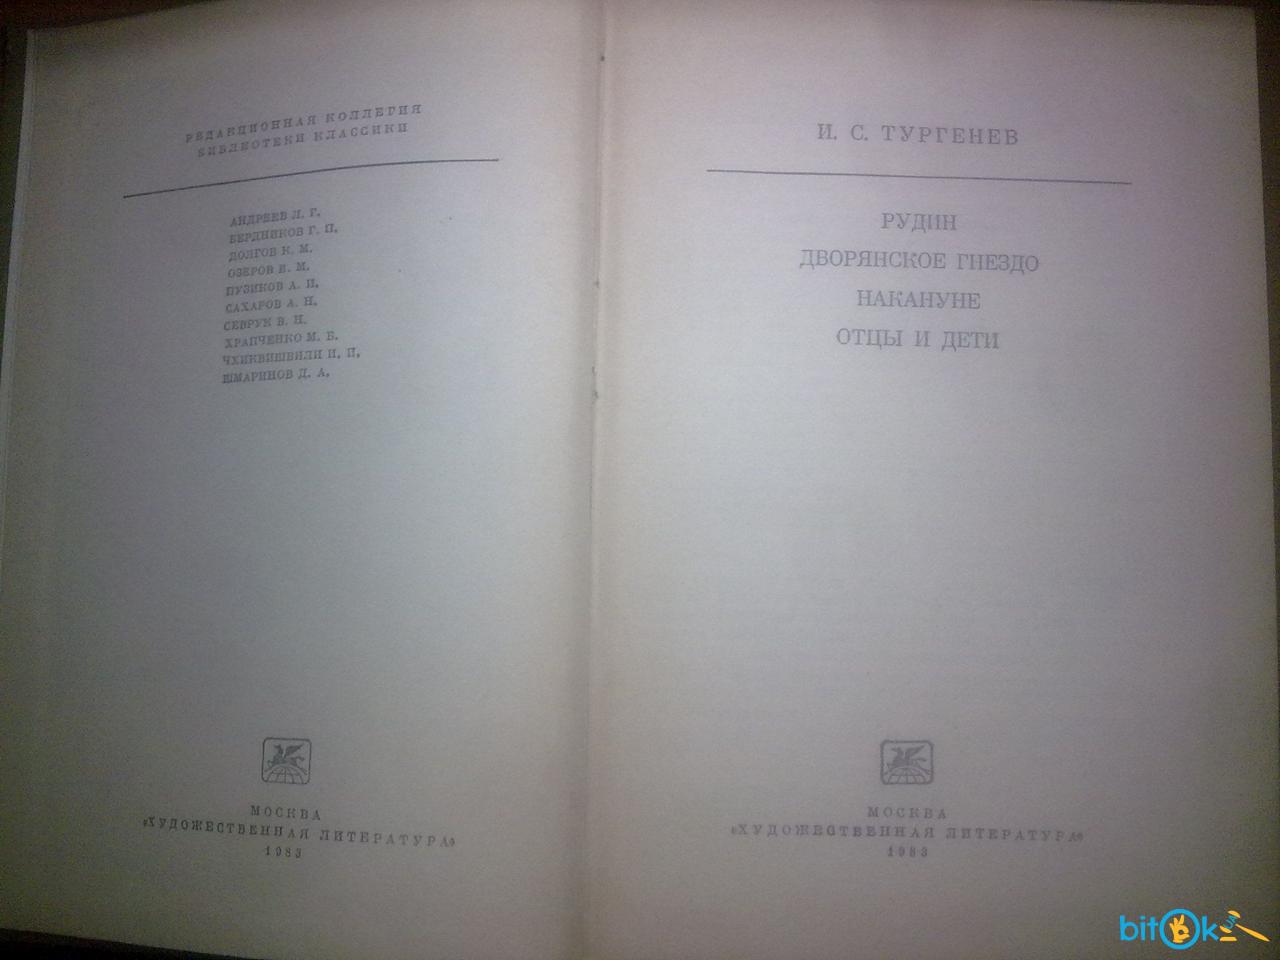 РЕДАКЦИОННАЯ КОЛЛЕГИЯ
БИБЛИОТЕКИ КЛАССИКИ
АНДРЕЕВ Л. Г.
БЕРДНИКОВ Г. П.
ДОЛГОВ К. М.
ОЗЕРОВ В. М.
ПУЗИКОВ А. И.
САХАРОВ А. Н.
СЕВРУК В. Н.
ХРАПЧЕНКО М. Б.
ЧХИКВИШВИЛИ И. И.
ШМАРИНОВ Д. А.
МОСКВА
«ХУДОЖЕСТВЕННАЯ ЛИТЕРАТУРА»
1983
И. С. ТУРГЕНЕВ
РУДИН
ДВОРЯНСКОЕ ГНЕЗДО
НАКАНУНЕ
ОТЦЫ И ДЕТИ
МОСКВА
«ХУДОЖЕСТВЕННАЯ ЛИТЕРАТУРА»
1983
bitOk